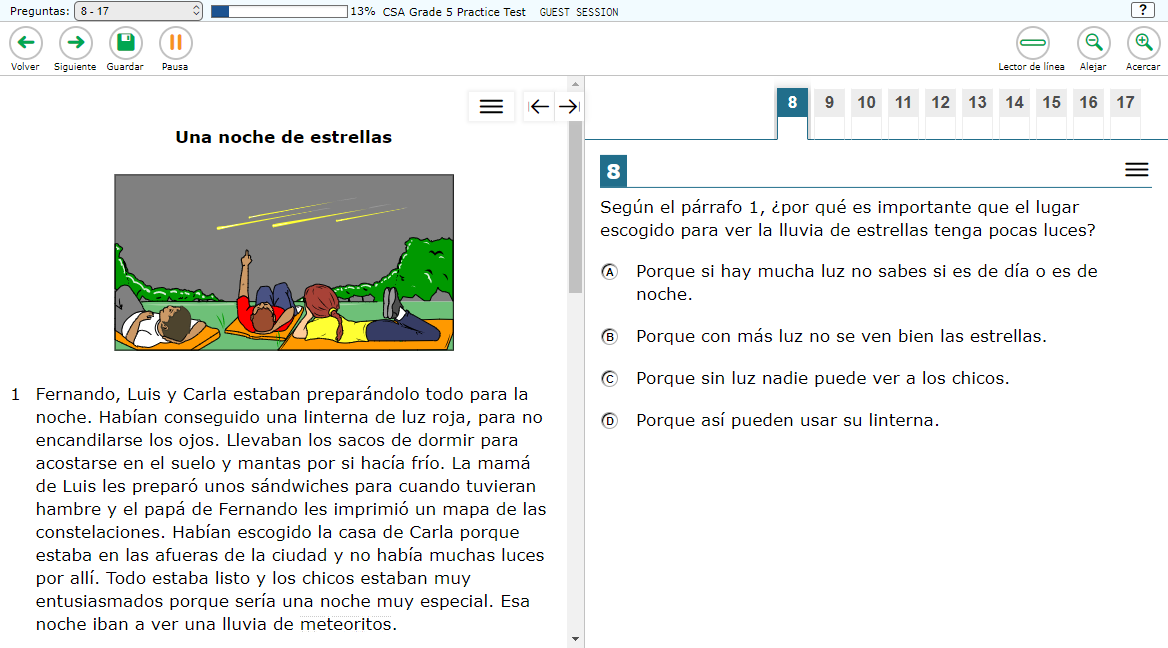 Preguntas: 8 - 17 13% CSA Grade 5 Practice Test GUEST SESSION ?
Volver Siguiente Guardar Pausa Lector de línea Alejar Acercar
Una noche de estrellas
1 Fernando, Luis y Carla estaban preparándolo todo para la
noche. Habían conseguido una linterna de luz roja, para no
encandilarse los ojos. Llevaban los sacos de dormir para
acostarse en el suelo y mantas por si hacía frío. La mamá
de Luis les preparó unos sándwiches para cuando tuvieran
hambre y el papá de Fernando les imprimió un mapa de las
constelaciones. Habían escogido la casa de Carla porque
estaba en las afueras de la ciudad y no había muchas luces
por allí. Todo estaba listo y los chicos estaban muy
entusiasmados porque sería una noche muy especial. Esa
noche iban a ver una lluvia de meteoritos.
8 9 10 11 12 13 14 15 16 17
8
Según el párrafo 1, ¿por qué es importante que el lugar
escogido para ver la lluvia de estrellas tenga pocas luces?
A Porque si hay mucha luz no sabes si es de día o es de
noche.
B Porque con más luz no se ven bien las estrellas.
C Porque sin luz nadie puede ver a los chicos.
D Porque así pueden usar su linterna.